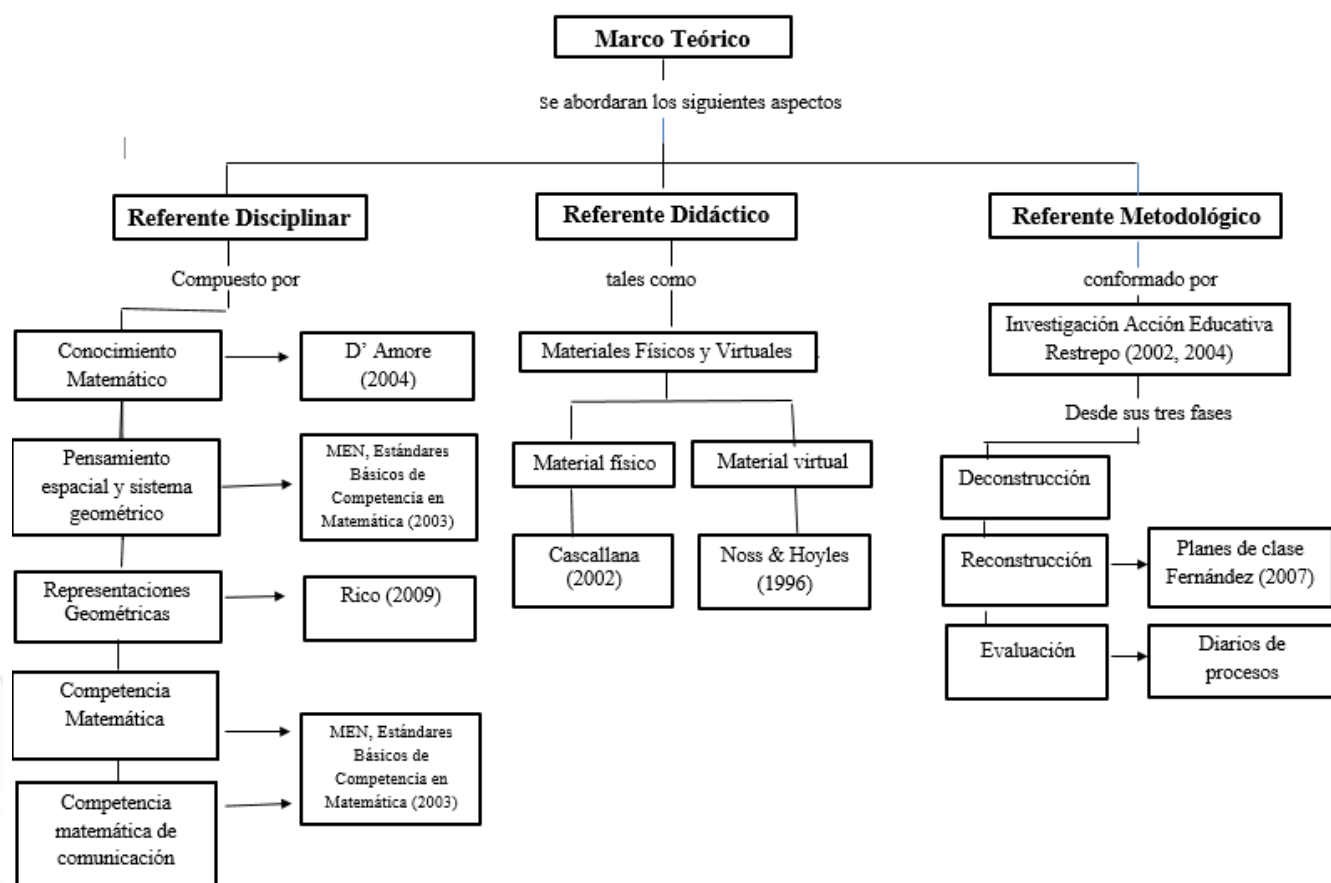 Marco Teórico
Se abordaran los siguientes aspectos
Referente Disciplinar
Compuesto por
Conocimiento
Matemático
D’ Amore
(2004)
Pensamiento
espacial y sistema
geométrico
MEN, Estándares
Básicos de
Competencia en
Matemática (2003)
Representaciones
Geométricas
Rico (2009)
Competencia
Matemática
MEN, Estándares
Básicos de
Competencia en
Matemática (2003)
Competencia
matemática de
comunicación
Referente Didáctico
tales como
Materiales Físicos y Virtuales
Material físico
Material virtual
Cascallana
(2002)
Noss & Hoyles
(1996)
Referente Metodológico
conformado por
Investigación Acción Educativa
Restrepo (2002, 2004)
Desde sus tres fases
Deconstrucción
Reconstrucción
Planes de clase
Fernández (2007)
Evaluación
Diarios de
procesos